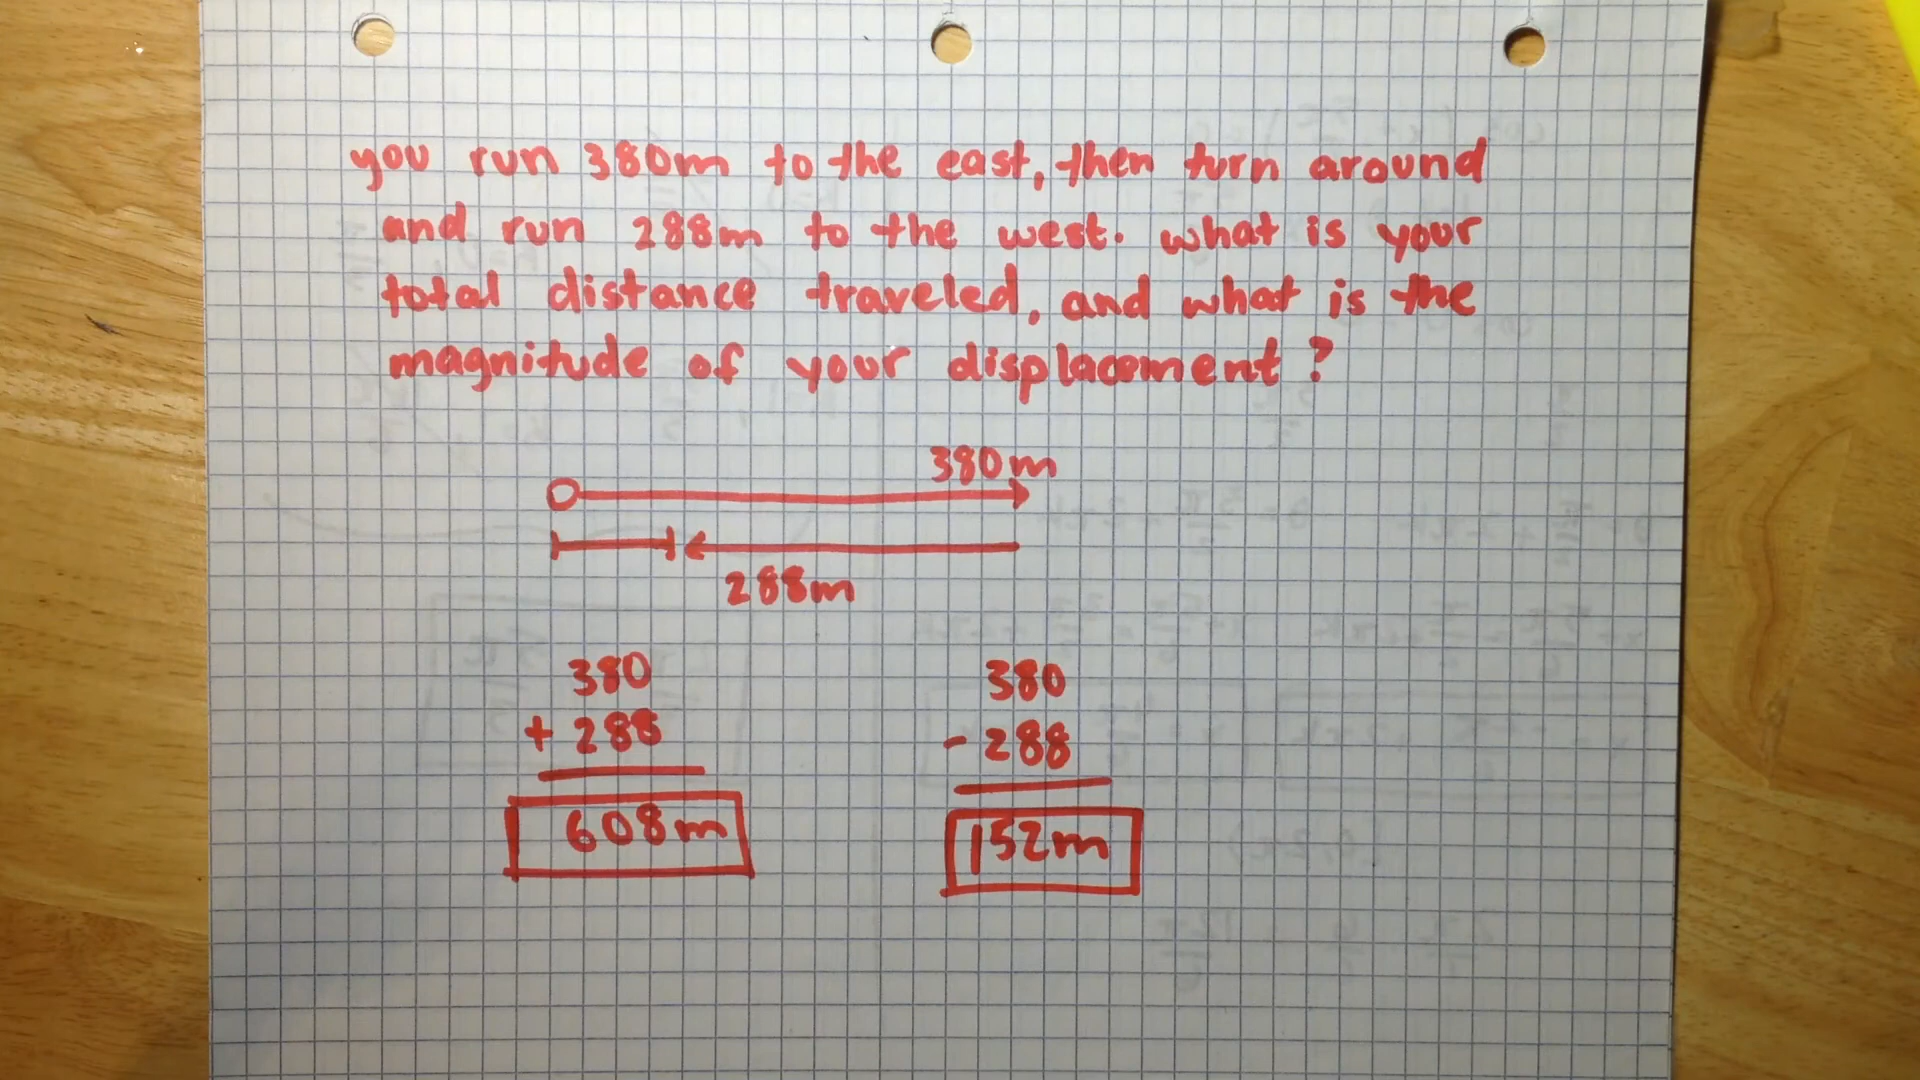 you run 380m to the east, then turn around
and run 288m to the west. what is your
total distance traveled, and what is the
magnitude of your displacement?
380m
288m
380
+ 288
608m
380
- 288
152m